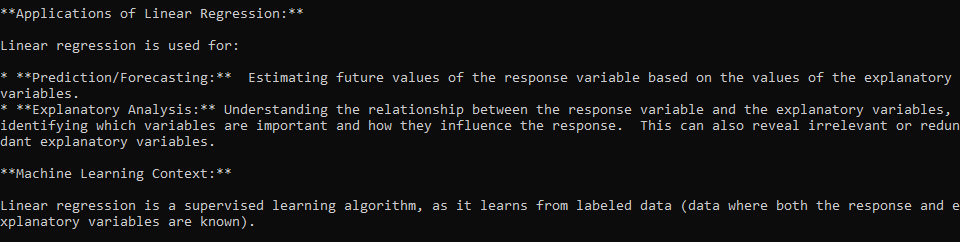 **Applications of Linear Regression:**
Linear regression is used for:
* **Prediction/Forecasting:**  Estimating future values of the response variable based on the values of the explanatory
variables.
* **Explanatory Analysis:** Understanding the relationship between the response variable and the explanatory variables,
identifying which variables are important and how they influence the response.  This can also reveal irrelevant or redun
dant explanatory variables.
**Machine Learning Context:**
Linear regression is a supervised learning algorithm, as it learns from labeled data (data where both the response and e
xplanatory variables are known).